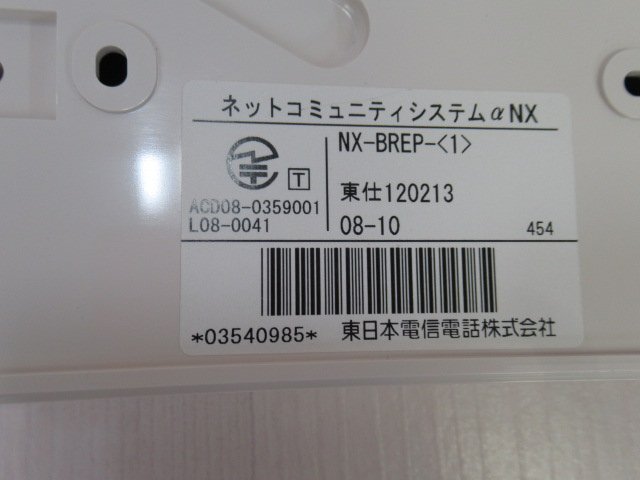 ネットコミュニティシステムαNX
NX-BREP-<1>
T
東仕120213
ACD08-0359001
L08-0041
08-10
454
*03540985*
東日本電信電話株式会社